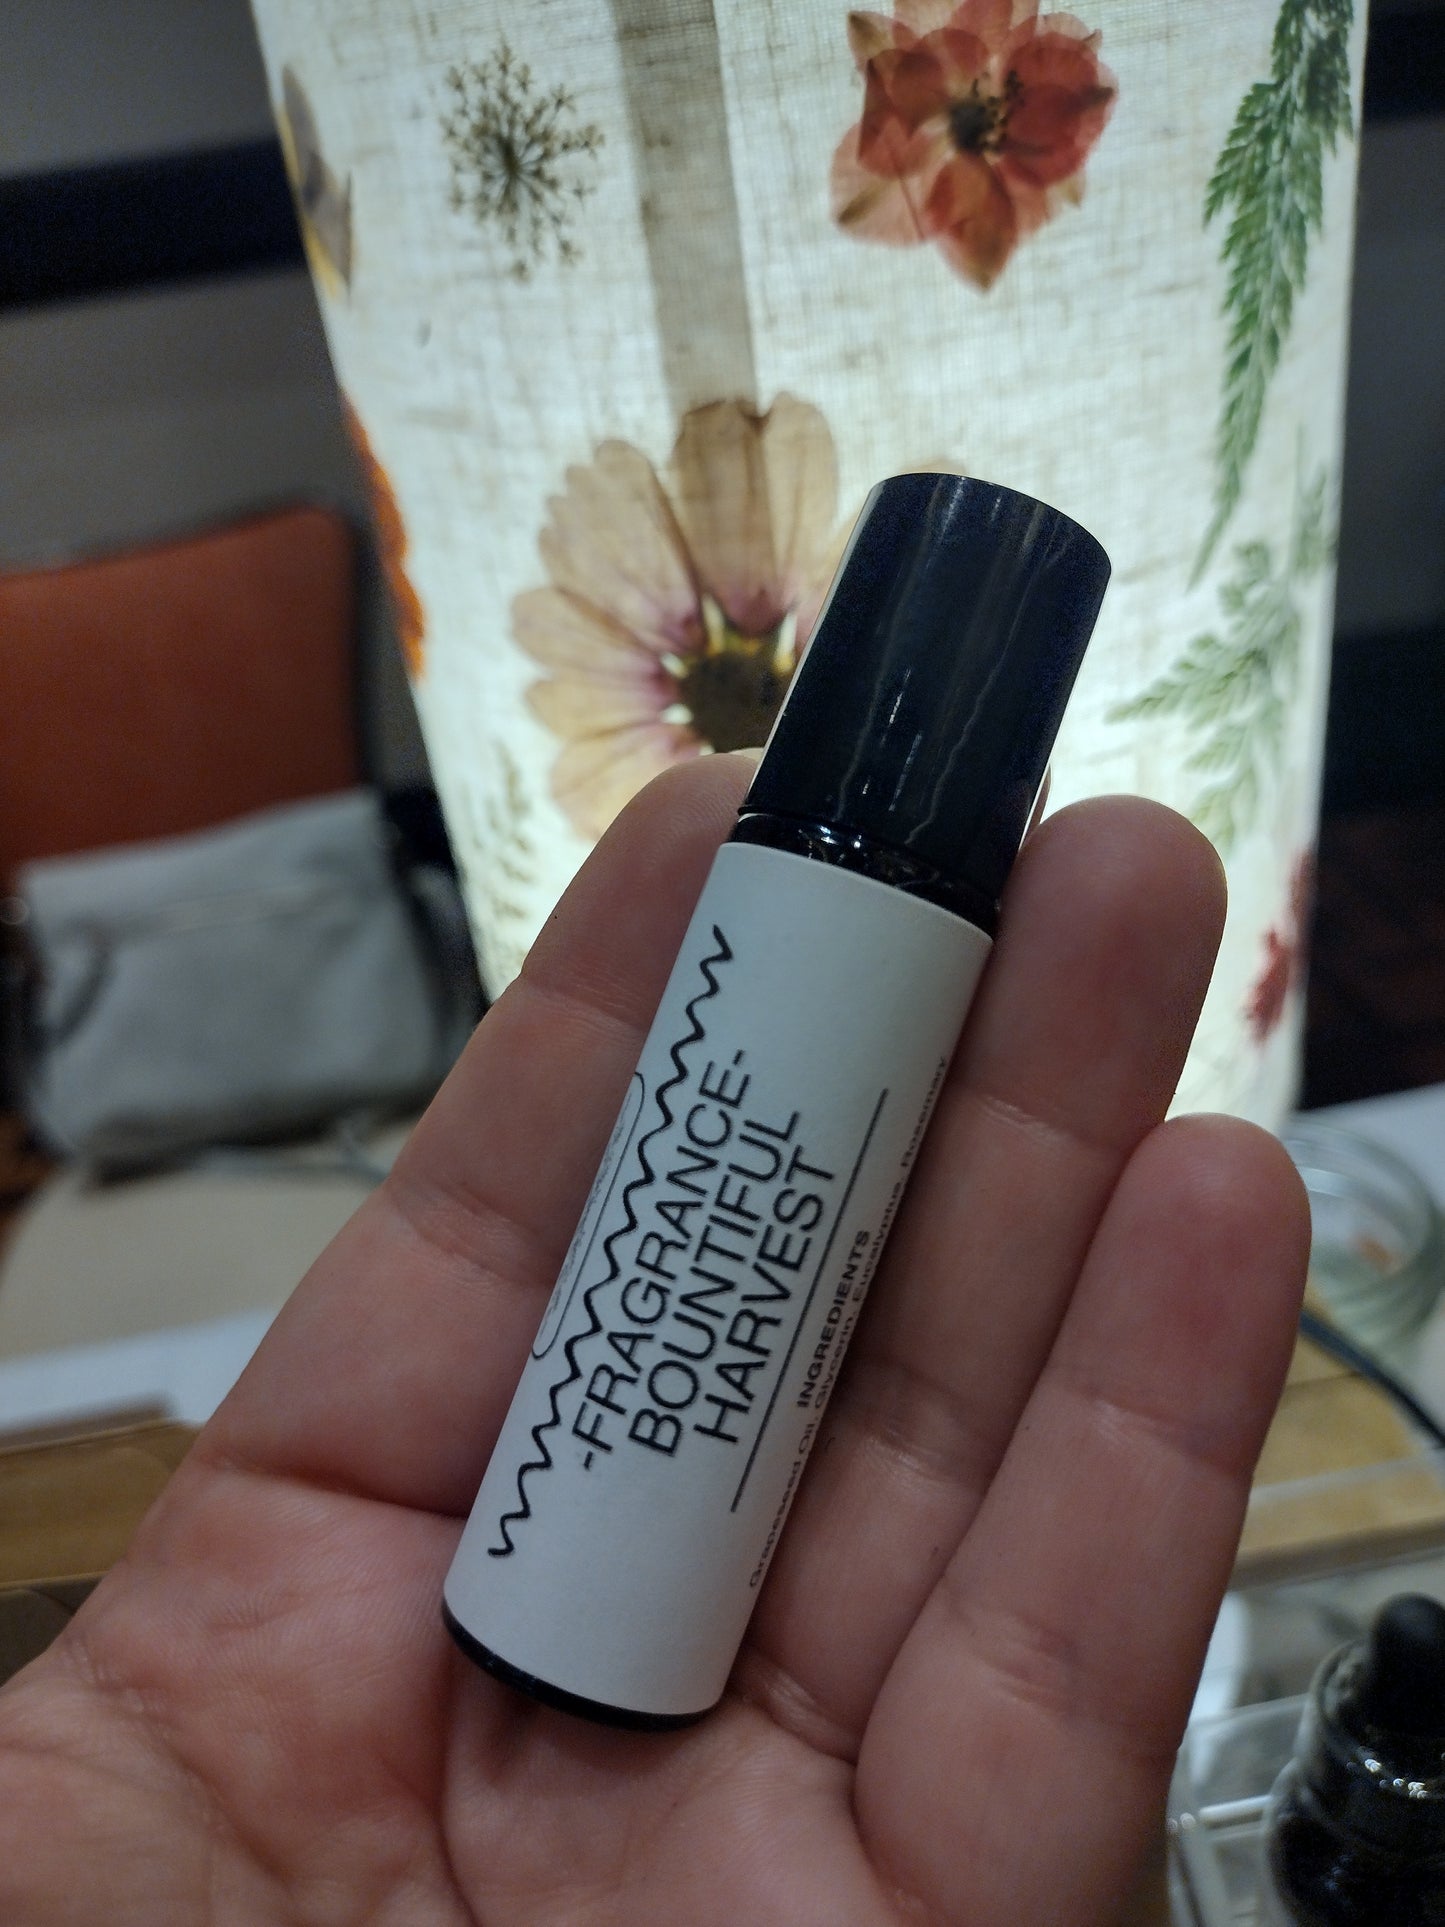 -FRAGRANCE-
BOUNTIFUL
HARVEST
INGREDIENTS
Grapeseed Oil, Glycerin, Eucalyptus, Rosemary